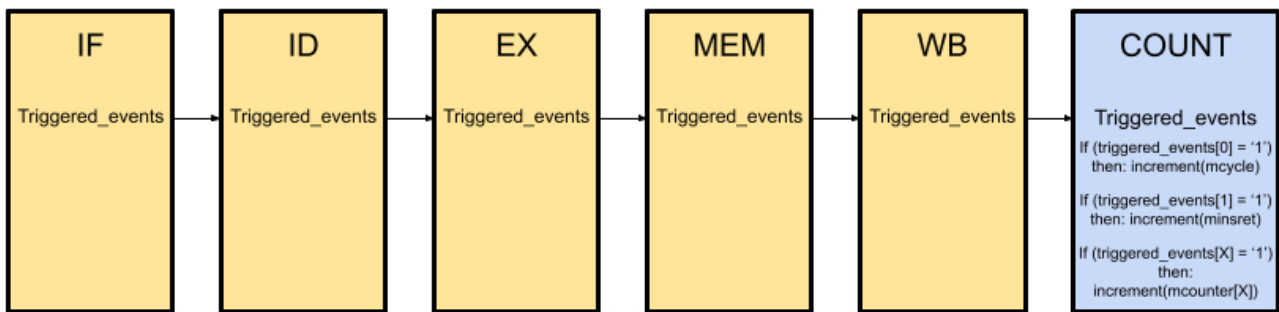 IF
Triggered_events
ID
Triggered_events
EX
Triggered_events
MEM
Triggered_events
WB
Triggered_events
COUNT
Triggered_events
If (triggered_events[0] = ‘1’)
then: increment(mcycle)
If (triggered_events[1] = ‘1’)
then: increment(minsret)
If (triggered_events[X] = ‘1’)
then:
increment(mcounter[X])